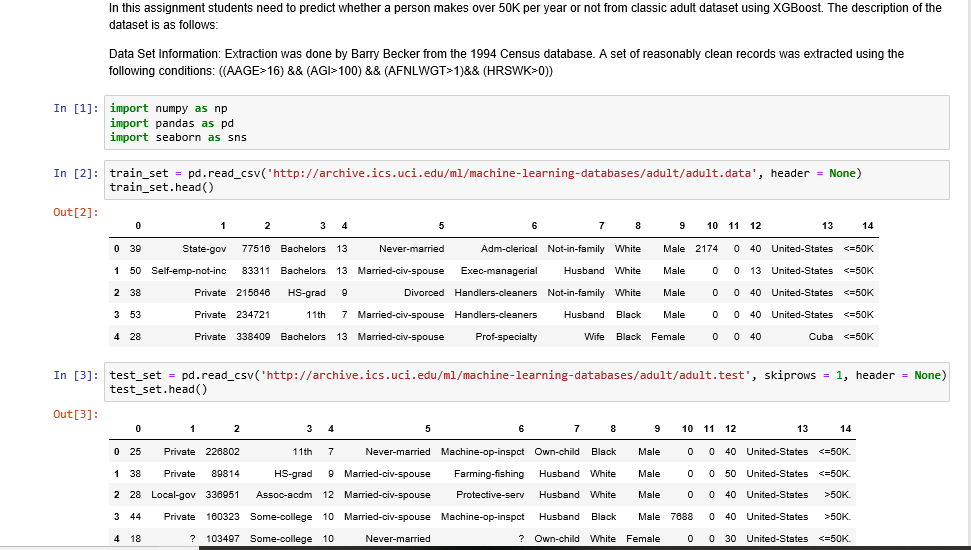 In this assignment students need to predict whether a person makes over 50K per year or not from classic adult dataset using XGBoost. The description of the
dataset is as follows:
Data Set Information: Extraction was done by Barry Becker from the 1994 Census database. A set of reasonably clean records was extracted using the
following conditions: ((AAGE>16) && (AGI>100) && (AFNLWGT>1)&& (HRSWK>0))
In [1]: import numpy as np
import pandas as pd
import seaborn as sns
In [2]: train_set = pd.read_csv('http://archive.ics.uci.edu/ml/machine-learning-databases/adult/adult.data', header = None)
train_set.head()
Out[2]:
0 1 2 3 4 5 6 7 8 9 10 11 12 13 14
0 39 State-gov 77516 Bachelors 13 Never-married Adm-clerical Not-in-family White Male 2174 0 40 United-States <=50K
1 50 Self-emp-not-inc 83311 Bachelors 13 Married-civ-spouse Exec-managerial Husband White Male 0 0 13 United-States <=50K
2 38 Private 215646 HS-grad 9 Divorced Handlers-cleaners Not-in-family White Male 0 0 40 United-States <=50K
3 53 Private 234721 11th 7 Married-civ-spouse Handlers-cleaners Husband Black Male 0 0 40 United-States <=50K
4 28 Private 338409 Bachelors 13 Married-civ-spouse Prof-specialty Wife Black Female 0 0 40 Cuba <=50K
In [3]: test_set = pd.read_csv('http://archive.ics.uci.edu/ml/machine-learning-databases/adult/adult.test', skiprows = 1, header = None)
test_set.head()
Out[3]:
0 1 2 3 4 5 6 7 8 9 10 11 12 13 14
0 25 Private 226802 11th 7 Never-married Machine-op-inspct Own-child Black Male 0 0 40 United-States <=50K.
1 38 Private 89814 HS-grad 9 Married-civ-spouse Farming-fishing Husband White Male 0 0 50 United-States <=50K.
2 28 Local-gov 336951 Assoc-acdm 12 Married-civ-spouse Protective-serv Husband White Male 0 0 40 United-States >50K.
3 44 Private 160323 Some-college 10 Married-civ-spouse Machine-op-inspct Husband Black Male 7688 0 40 United-States >50K.
4 18 ? 103497 Some-college 10 Never-married ? Own-child White Female 0 0 30 United-States <=50K.